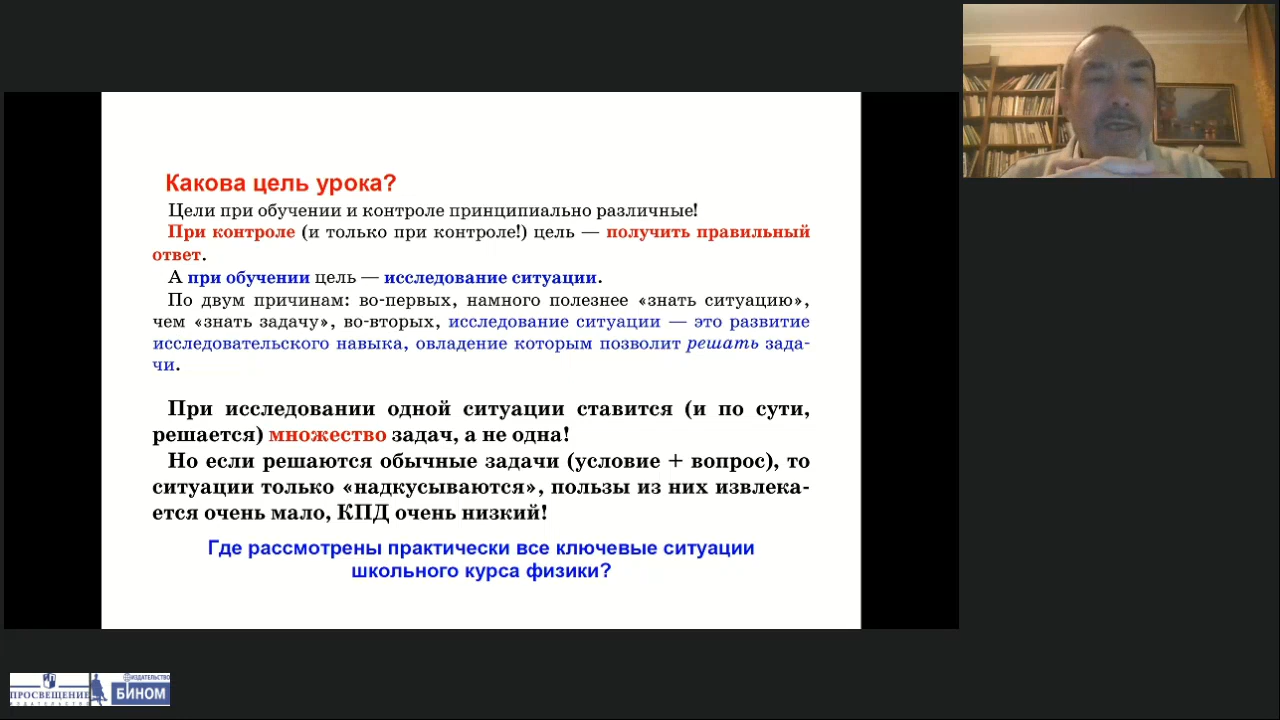 Какова цель урока?
Цели при обучении и контроле принципиально различные!
При контроле (и только при контроле!) цель — получить правильный
ответ.
А при обучении цель — исследование ситуации.
По двум причинам: во-первых, намного полезнее «знать ситуацию»,
чем «знать задачу», во-вторых, исследование ситуации — это развитие
исследовательского навыка, овладение которым позволит решать зада-
чи.
При исследовании одной ситуации ставится (и по сути,
решается) множество задач, а не одна!
Но если решаются обычные задачи (условие + вопрос), то
ситуации только «надкусываются», пользы из них извлека-
ется очень мало, КПД очень низкий!
Где рассмотрены практически все ключевые ситуации
школьного курса физики?
ПРОСВЕЩЕНИЕ
ИЗДАТЕЛЬСТВО
ИЗДАТЕЛЬСТВО
БИНОМ